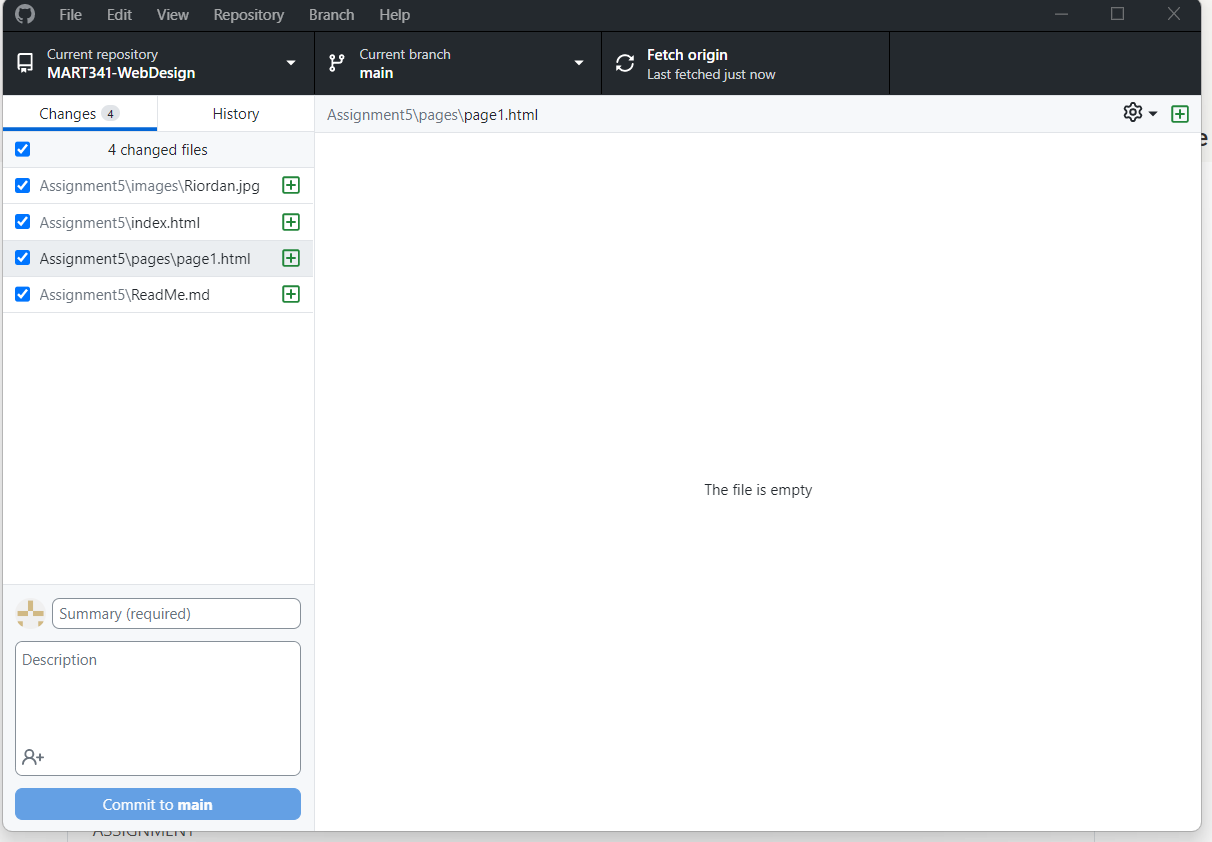 File Edit View Repository Branch Help
Current repository
MART341-WebDesign
Current branch
main
Fetch origin
Last fetched just now
Changes 4
History
Assignment5\pages\page1.html
4 changed files
Assignment5\images\Riordan.jpg
Assignment5\index.html
Assignment5\pages\page1.html
Assignment5\ReadMe.md
The file is empty
Summary (required)
Description
Commit to main
ASSIGNMENT